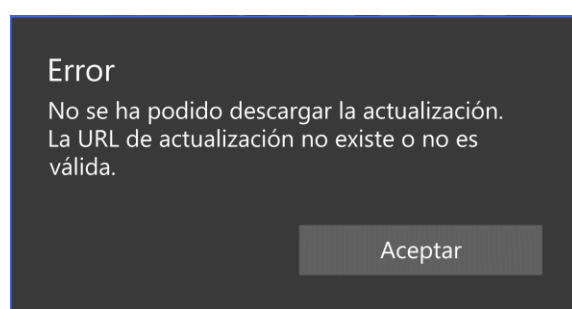 Error
No se ha podido descargar la actualización.
La URL de actualización no existe o no es
válida.
Aceptar